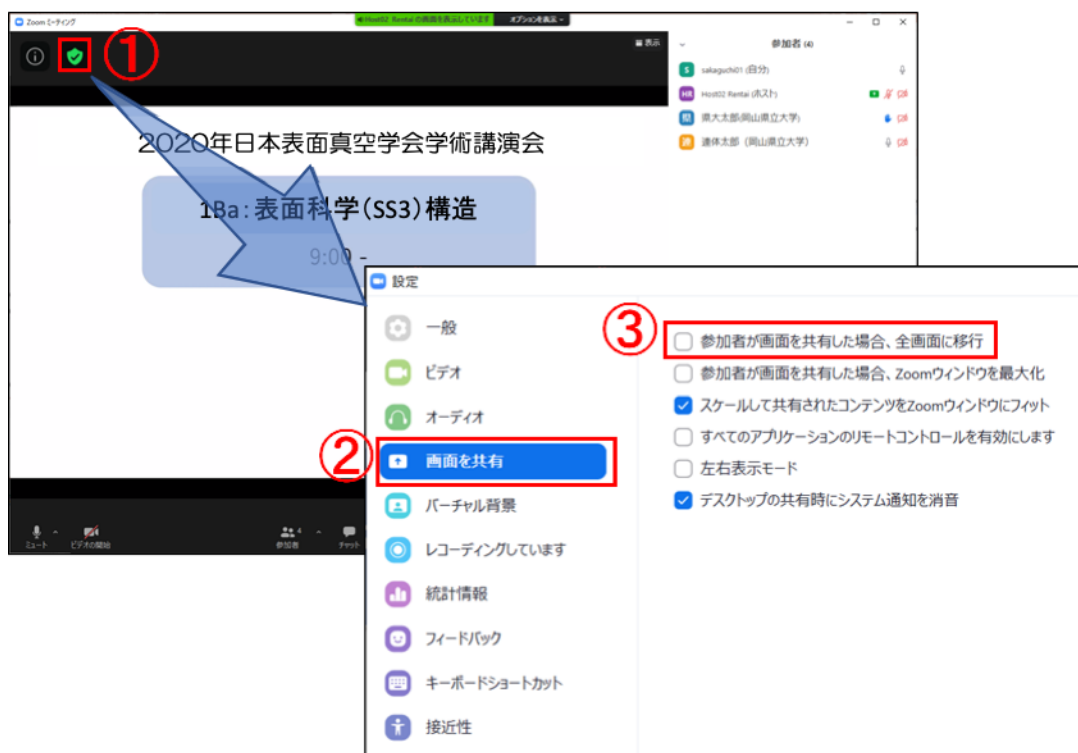 Zoom ミーティング
Host02 Rental の画面を表示しています オプションを表示
①
表示
参加者 (4)
S sakaguchi01 (自分)
HR Host02 Rental (ホスト)
県大太郎(岡山県立大学)
連 連体太郎 (岡山県立大学)
2020年日本表面真空学会学術講演会
1Ba:表面科学(SS3)構造
9:00 -
ミュート
ビデオの開始
4
参加者
チャット
設定
一般
ビデオ
オーディオ
②
画面を共有
バーチャル背景
レコーディングしています
統計情報
フィードバック
キーボードショートカット
接近性
③
参加者が画面を共有した場合、全画面に移行
参加者が画面を共有した場合、Zoomウィンドウを最大化
スケールして共有されたコンテンツをZoomウィンドウにフィット
すべてのアプリケーションのリモートコントロールを有効にします
左右表示モード
デスクトップの共有時にシステム通知を消音